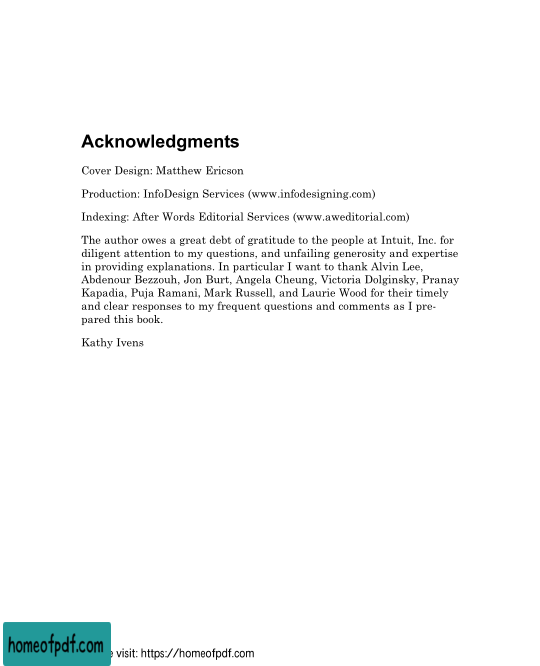 Acknowledgments
Cover Design: Matthew Ericson
Production: InfoDesign Services (www.infodesigning.com)
Indexing: After Words Editorial Services (www.aweditorial.com)
The author owes a great debt of gratitude to the people at Intuit, Inc. for
diligent attention to my questions, and unfailing generosity and expertise
in providing explanations. In particular I want to thank Alvin Lee,
Abdenour Bezzouh, Jon Burt, Angela Cheung, Victoria Dolginsky, Pranay
Kapadia, Puja Ramani, Mark Russell, and Laurie Wood for their timely
and clear responses to my frequent questions and comments as I pre-
pared this book.
Kathy Ivens
homeofpdf.com
visit: https://homeofpdf.com